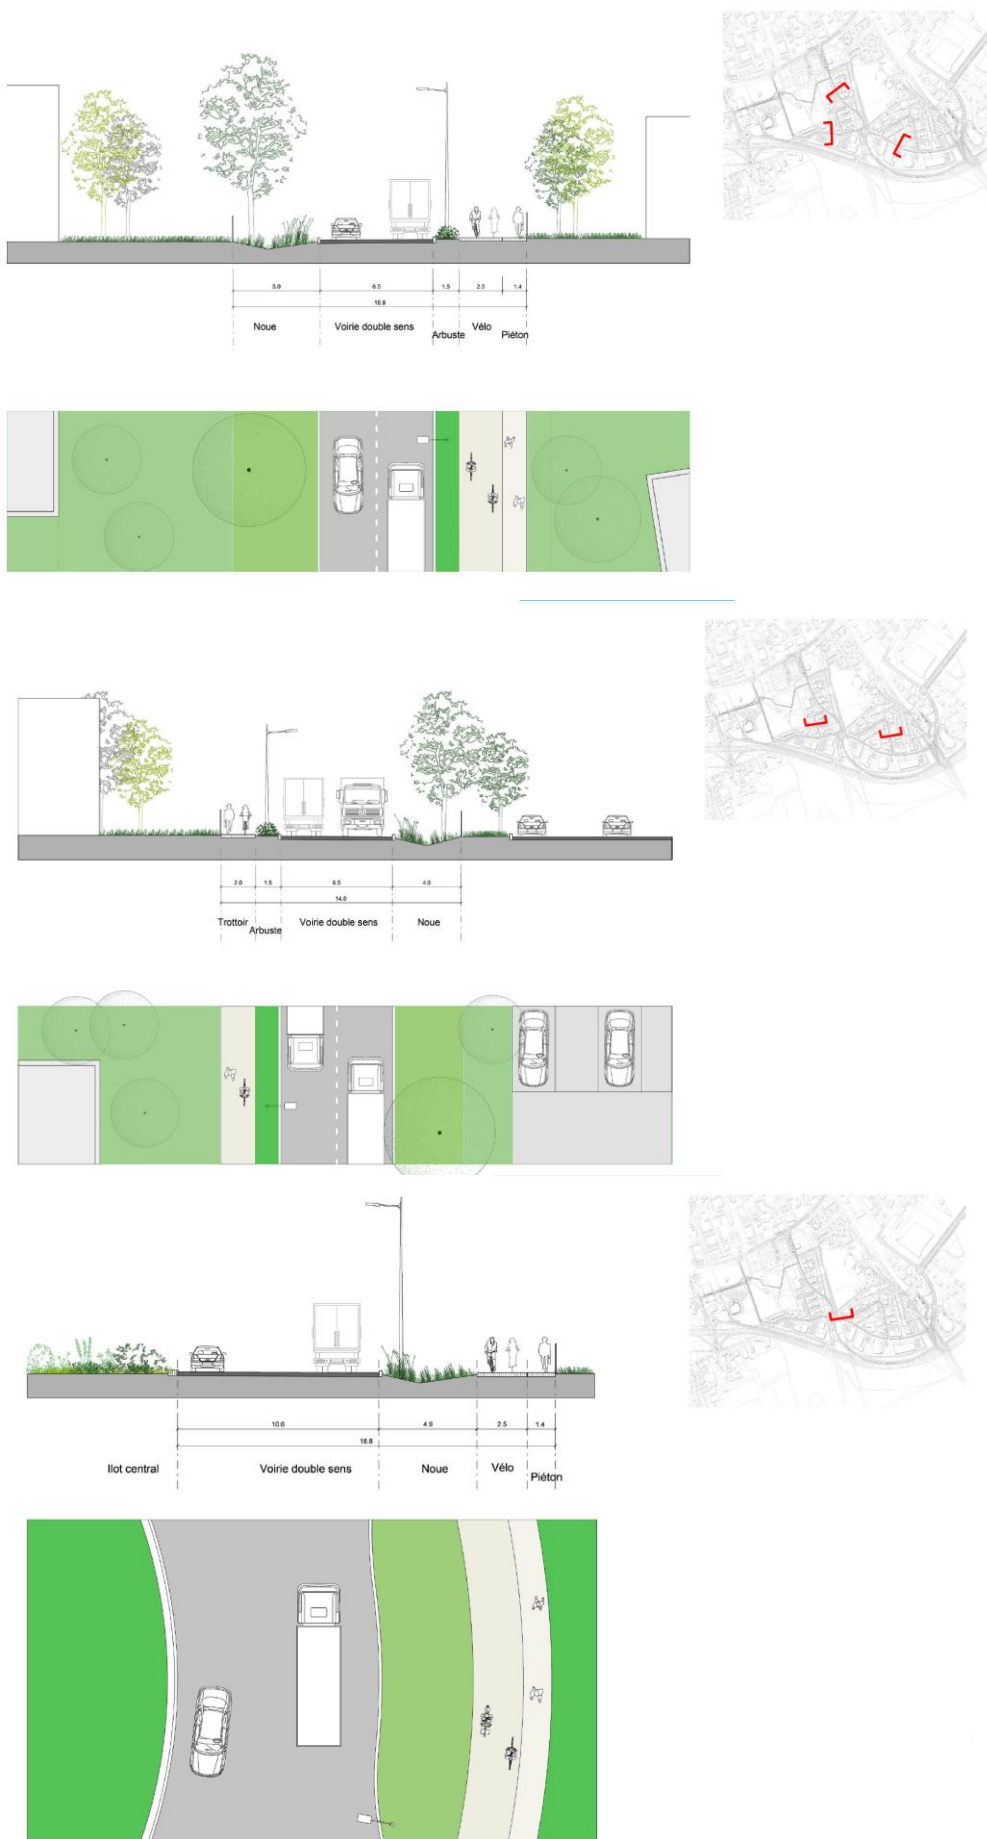 5.0 6.5 1.5 2.5 1.4
16.9
Noue Voirie double sens Arbuste Vélo Piéton
2.0 1.5 6.5 4.0
14.0
Trottoir Arbuste Voirie double sens Noue
10.0 4.9 2.5 1.4
18.8
Ilot central Voirie double sens Noue Vélo Piéton